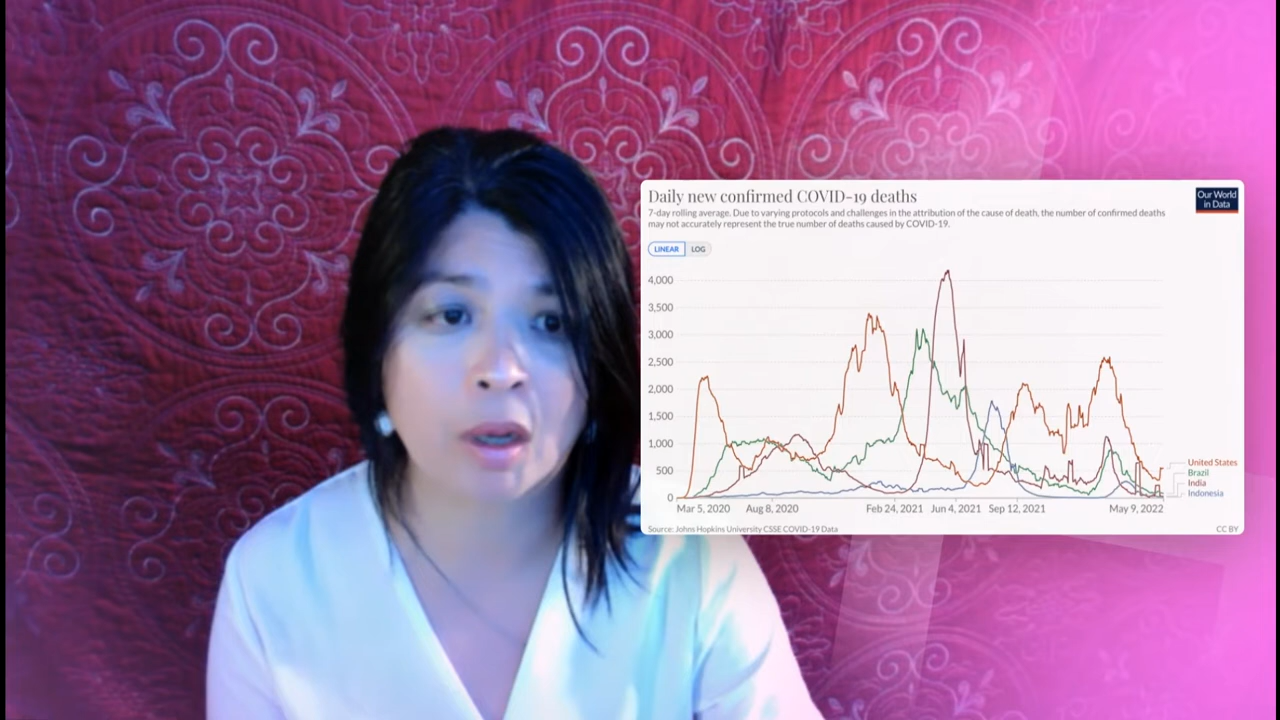 Daily new confirmed COVID-19 deaths
Our World
in Data
7-day rolling average. Due to varying protocols and challenges in the attribution of the cause of death, the number of confirmed deaths
may not accurately represent the true number of deaths caused by COVID-19.
LINEAR LOG
4,000
3,500
3,000
2,500
2,000
1,500
1,000
500
0
United States
Brazil
India
Indonesia
Mar 5, 2020 Aug 8, 2020 Feb 24, 2021 Jun 4, 2021 Sep 12, 2021 May 9, 2022
Source: Johns Hopkins University CSSE COVID-19 Data CC BY